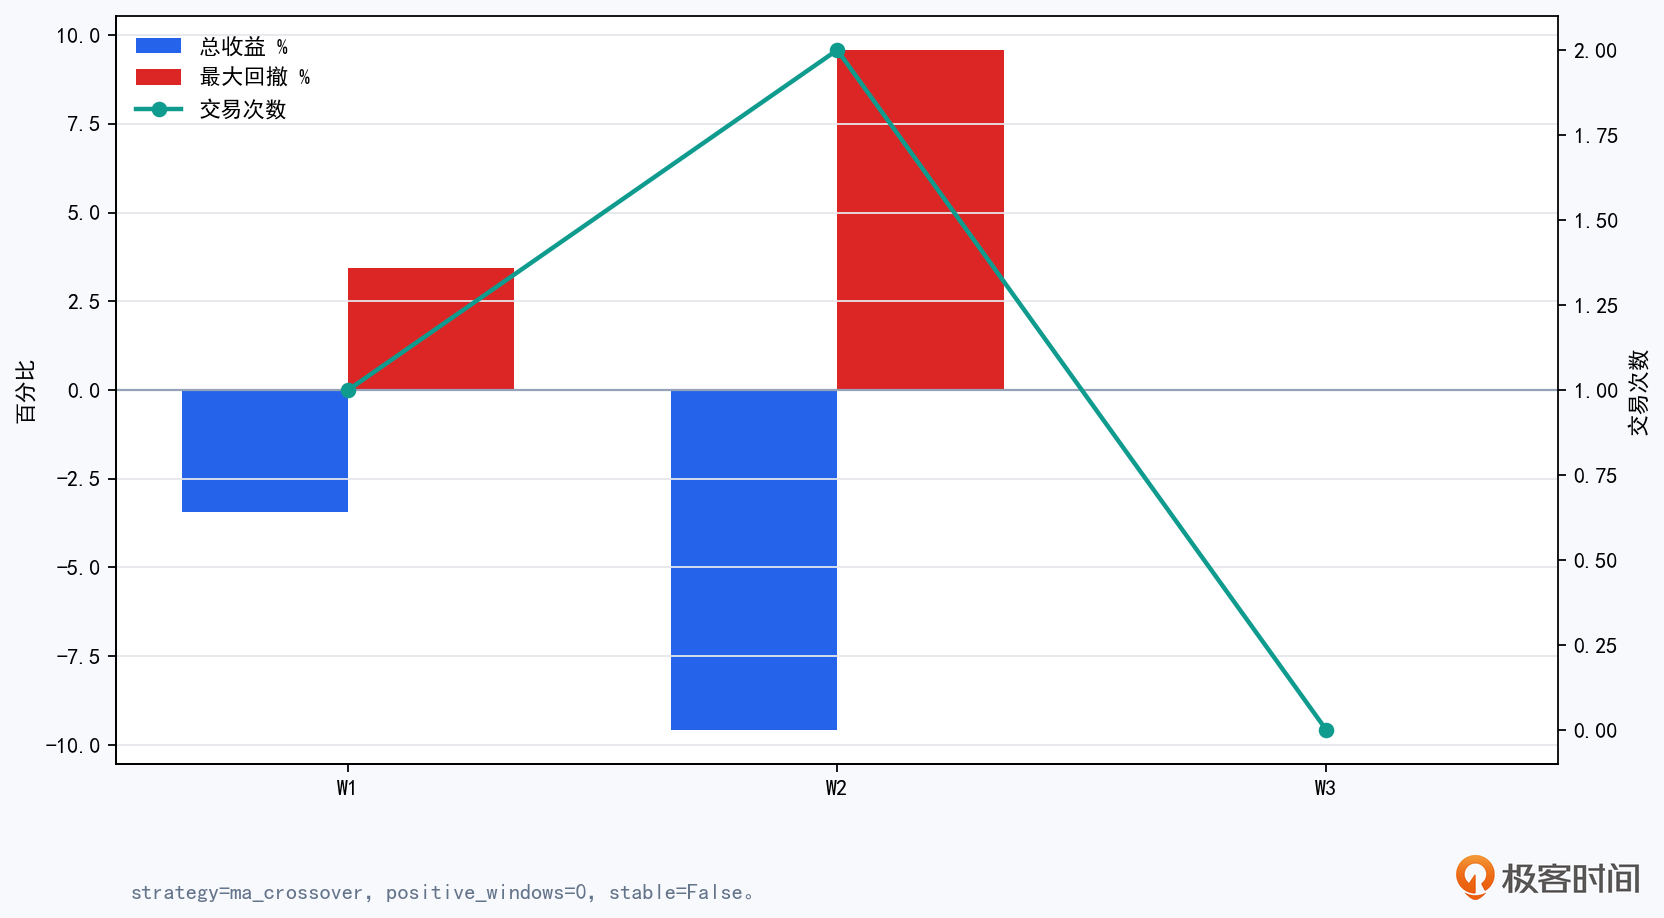 总收益 %
最大回撤 %
交易次数
10.0
7.5
5.0
2.5
0.0
−2.5
−5.0
−7.5
−10.0
百分比
2.00
1.75
1.50
1.25
1.00
0.75
0.50
0.25
0.00
交易次数
W1 W2 W3
strategy=ma_crossover, positive_windows=0, stable=False。
极客时间